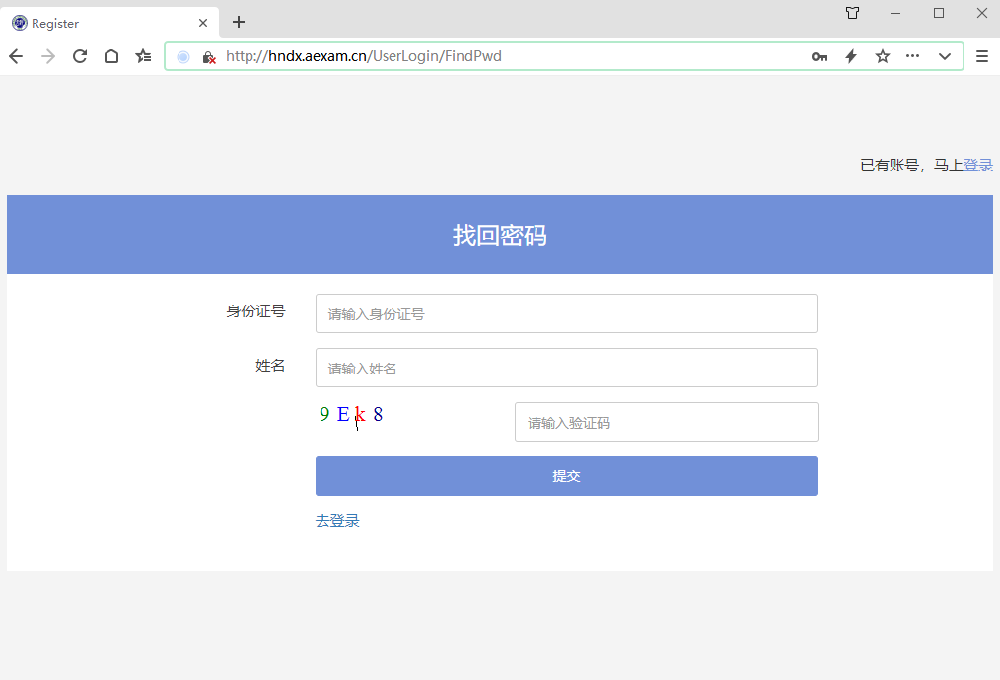 Register
http://hndx.aexam.cn/UserLogin/FindPwd
已有账号，马上登录
找回密码
身份证号 请输入身份证号
姓名 请输入姓名
9 E k 8 请输入验证码
提交
去登录